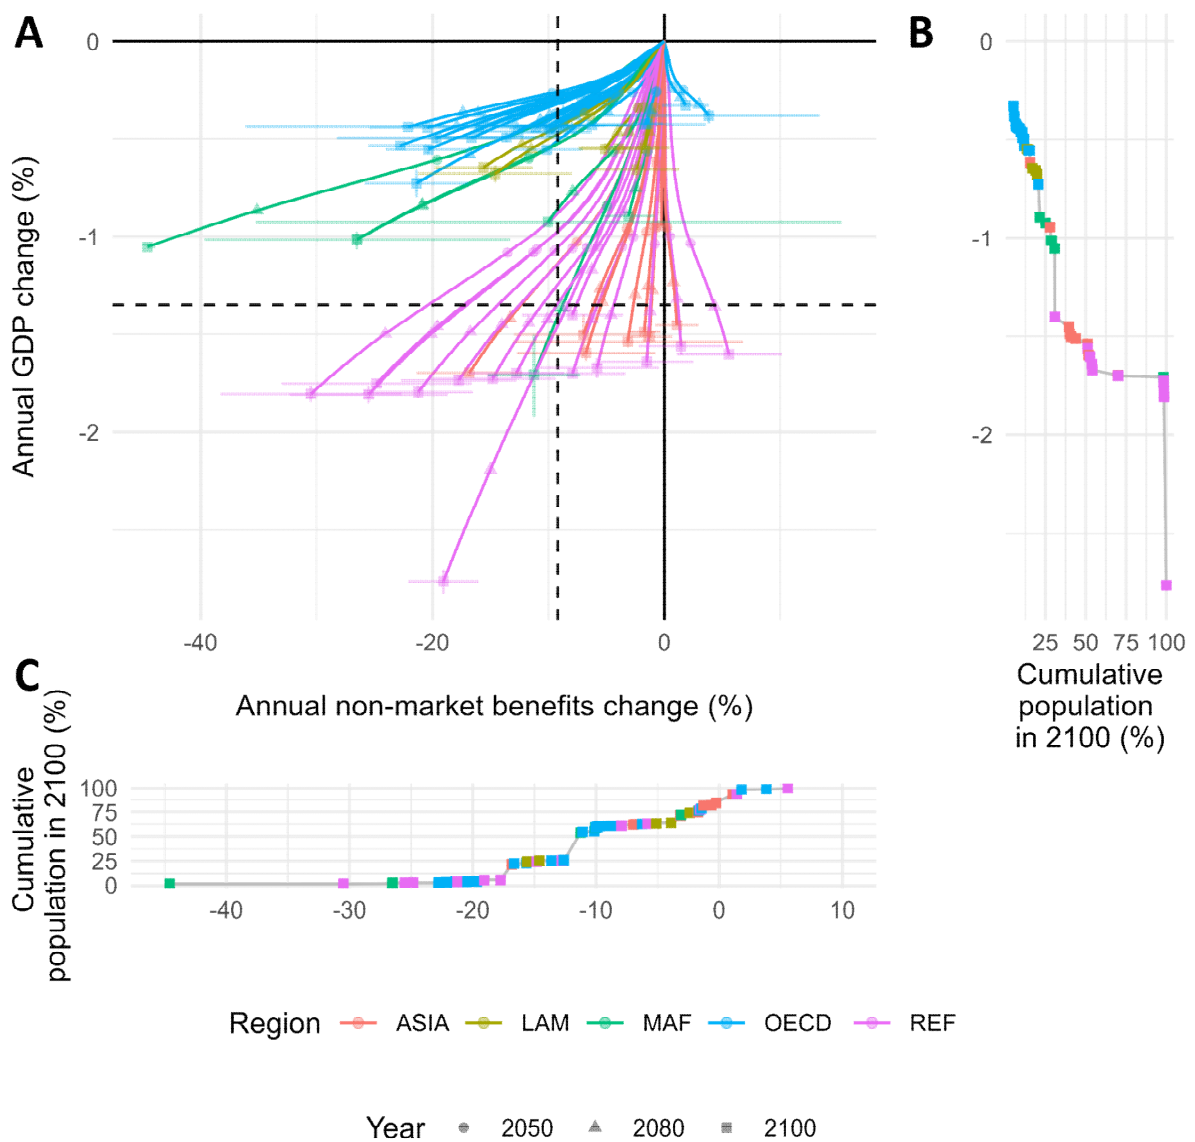 A
B
0
-1
-2
Annual GDP change (%)
-40
-20
0
Annual non-market benefits change (%)
0
-1
-2
25
50
75
100
Cumulative
population
in 2100 (%)
C
Cumulative
population in 2100 (%)
100
75
50
25
0
-40
-30
-20
-10
0
10
Region
ASIA
LAM
MAF
OECD
REF
Year
2050
2080
2100